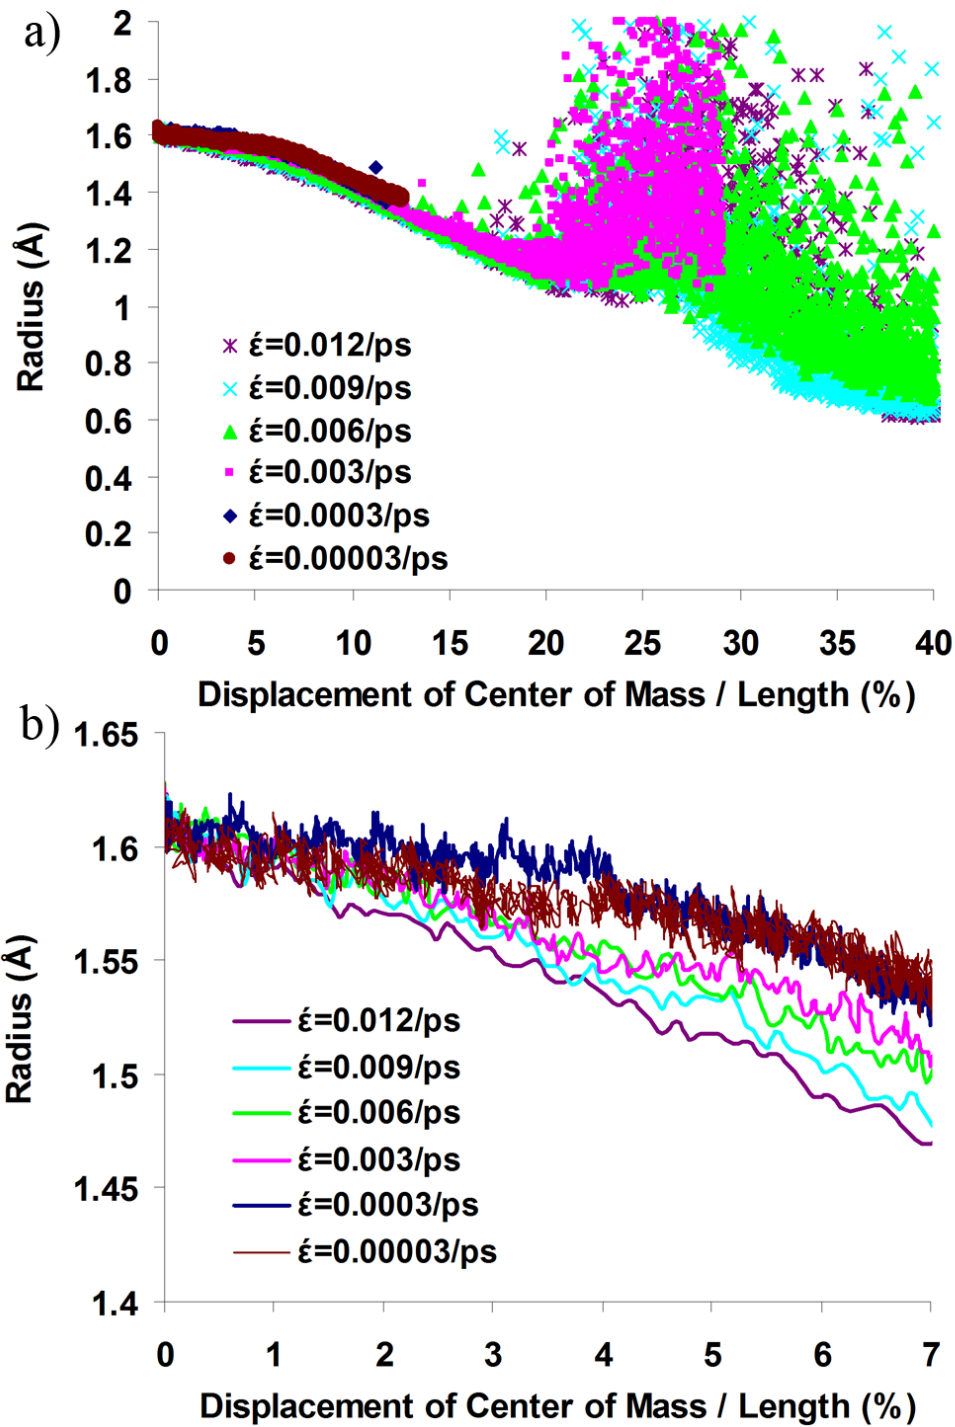 a)
2
1.8
1.6
1.4
1.2
1
0.8
0.6
0.4
0.2
0
Radius (Å)
έ=0.012/ps
έ=0.009/ps
έ=0.006/ps
έ=0.003/ps
έ=0.0003/ps
έ=0.00003/ps
0 5 10 15 20 25 30 35 40
Displacement of Center of Mass / Length (%)
b)
1.65
1.6
1.55
1.5
1.45
1.4
Radius (Å)
έ=0.012/ps
έ=0.009/ps
έ=0.006/ps
έ=0.003/ps
έ=0.0003/ps
έ=0.00003/ps
0 1 2 3 4 5 6 7
Displacement of Center of Mass / Length (%)